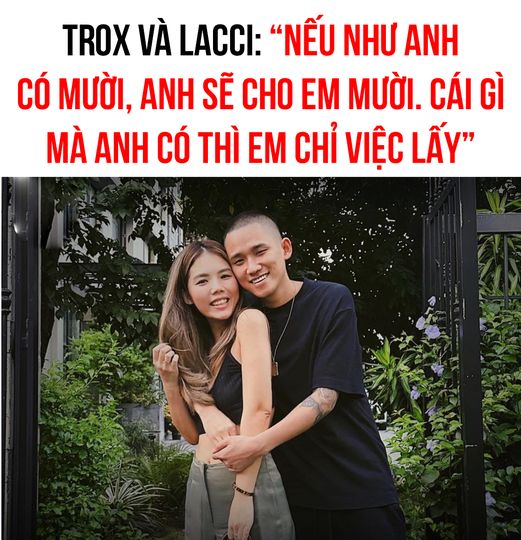 TROX VÀ LACCI: “NẾU NHƯ ANH
CÓ MƯỜI, ANH SẼ CHO EM MƯỜI. CÁI GÌ
MÀ ANH CÓ THÌ EM CHỈ VIỆC LẤY”